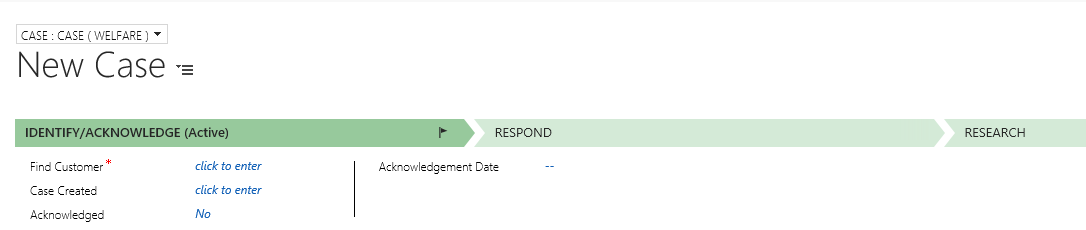 CASE : CASE ( WELFARE )
New Case
IDENTIFY/ACKNOWLEDGE (Active) RESPOND RESEARCH
Find Customer* click to enter Acknowledgement Date --
Case Created click to enter
Acknowledged No